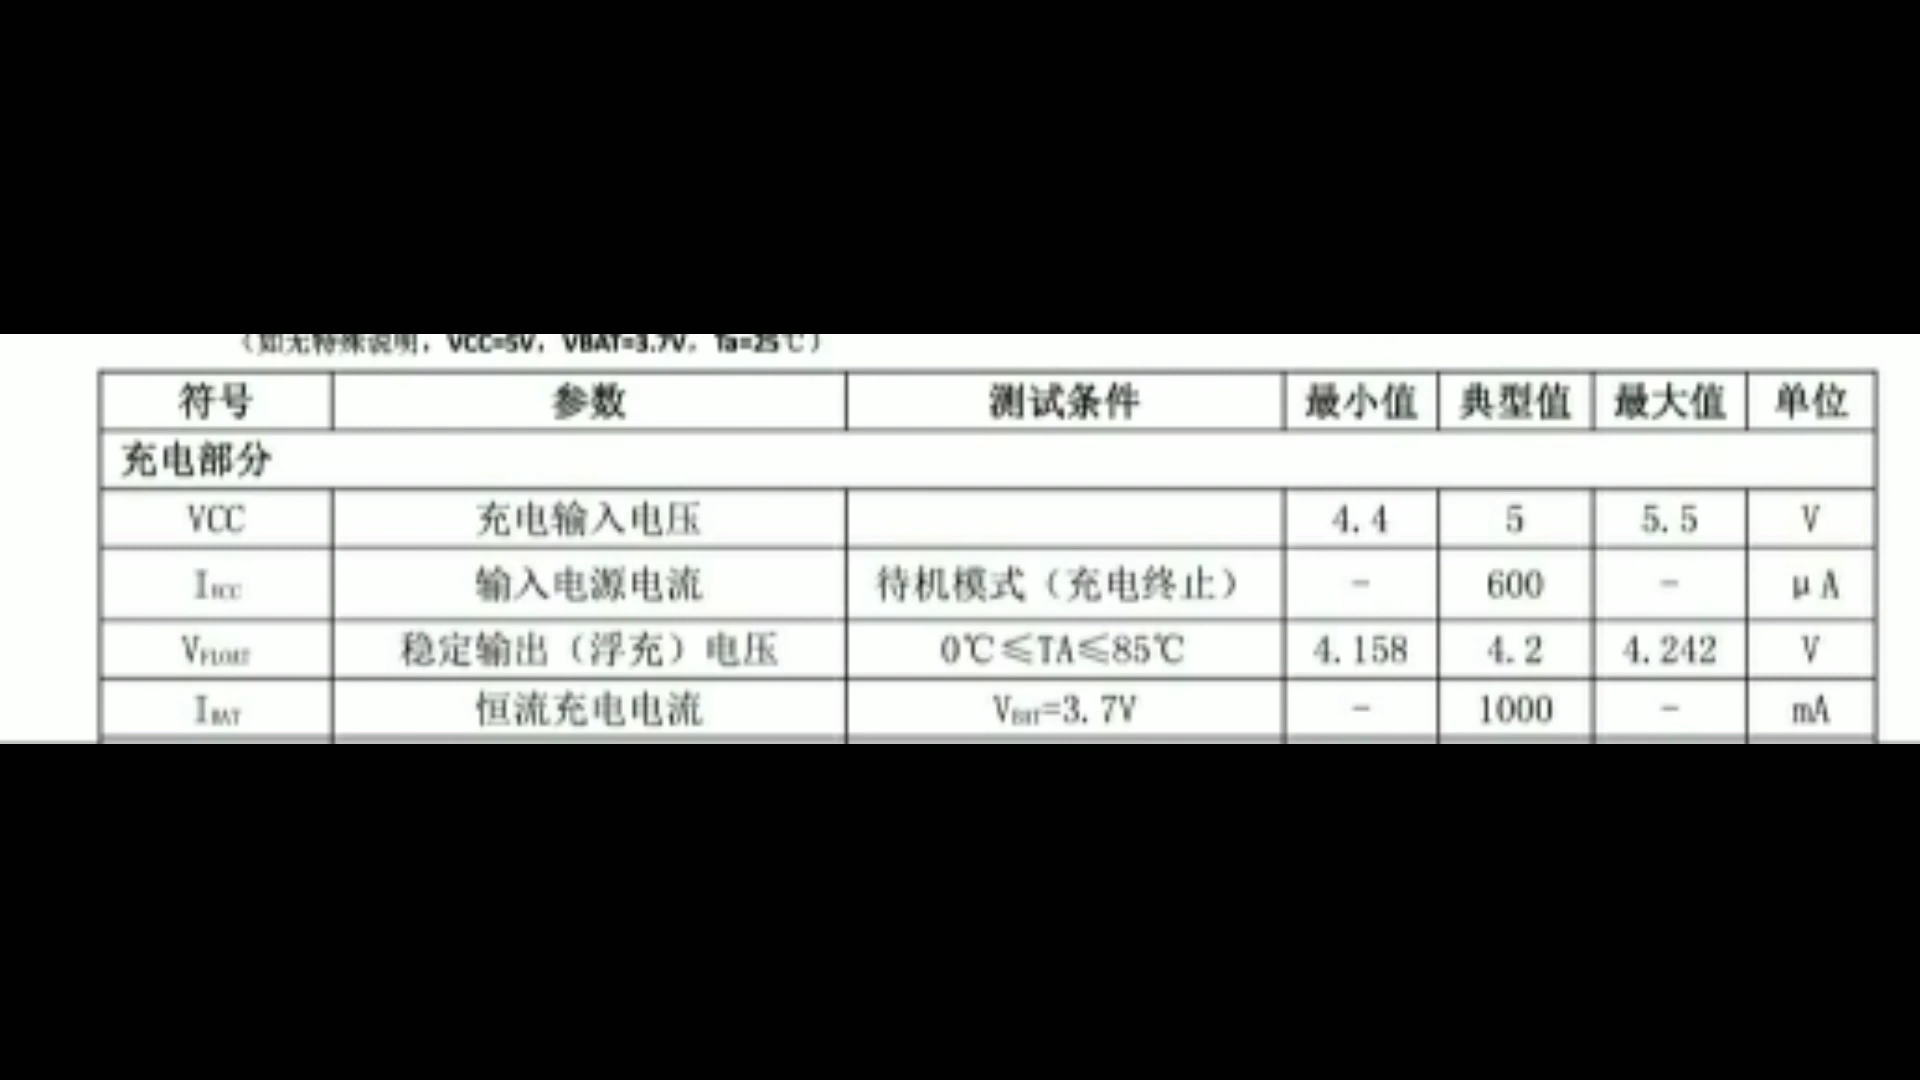 （如无特殊说明，VCC=5V，VBAT=3.7V，Ta=25℃）
符号 参数 测试条件 最小值 典型值 最大值 单位
充电部分
VCC 充电输入电压 4.4 5 5.5 V
IVCC 输入电源电流 待机模式（充电终止） - 600 - μA
VFLOAT 稳定输出（浮充）电压 0℃≤TA≤85℃ 4.158 4.2 4.242 V
IBAT 恒流充电电流 VBAT=3.7V - 1000 - mA